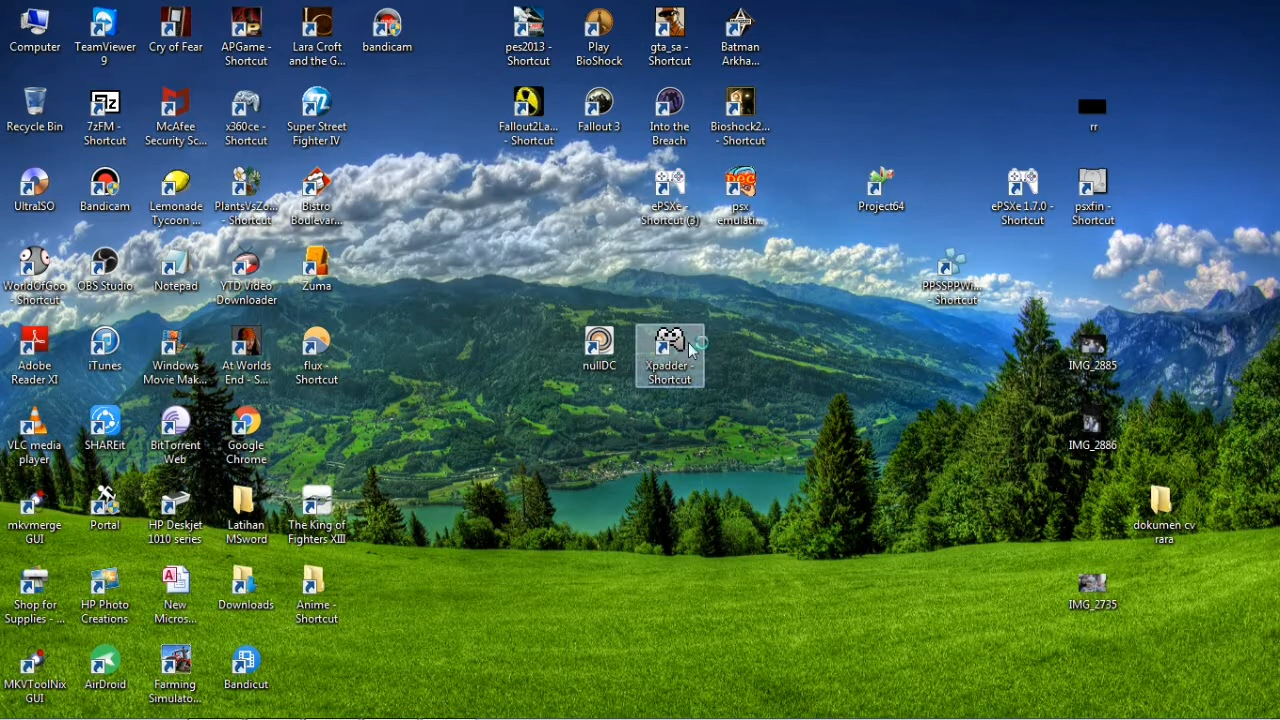 Computer
TeamViewer
9
Cry of Fear
APGame -
Shortcut
Lara Croft
and the G...
bandicam
pes2013 -
Shortcut
Play
BioShock
gta_sa -
Shortcut
Batman
Arkha...
Recycle Bin
7zFM -
Shortcut
McAfee
Security Sc...
x360ce -
Shortcut
Super Street
Fighter IV
Fallout2La...
- Shortcut
Fallout 3
Into the
Breach
Bioshock2...
- Shortcut
rr
UltraISO
Bandicam
Lemonade
Tycoon ...
PlantsVsZo...
- Shortcut
Bistro
Boulevar...
ePSXe -
Shortcut (3)
psx
emulati...
Project64
ePSXe 1.7.0 -
Shortcut
psxfin -
Shortcut
WorldOfGoo
- Shortcut
OBS Studio
Notepad
YTD Video
Downloader
Zuma
PPSSPPWi...
- Shortcut
Adobe
Reader XI
iTunes
Windows
Movie Mak...
At Worlds
End - S...
flux -
Shortcut
nullDC
Xpadder -
Shortcut
IMG_2885
VLC media
player
SHAREit
BitTorrent
Web
Google
Chrome
IMG_2886
mkvmerge
GUI
Portal
HP Deskjet
1010 series
Latihan
MSword
The King of
Fighters XIII
dokumen cv
rara
Shop for
Supplies - ...
HP Photo
Creations
New
Micros...
Downloads
Anime -
Shortcut
IMG_2735
MKVToolNix
GUI
AirDroid
Farming
Simulato...
Bandicut